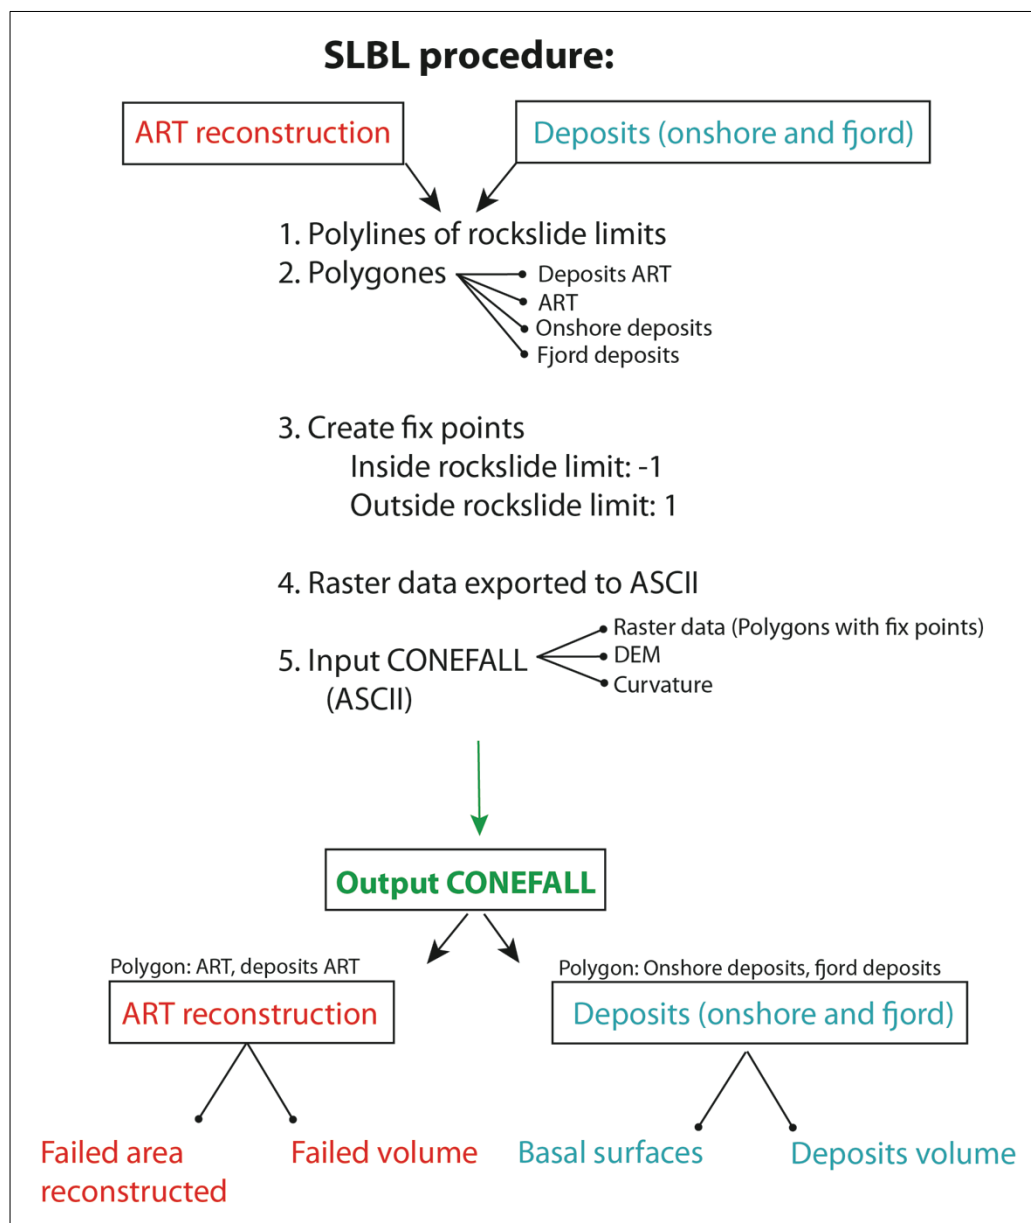 SLBL procedure:
ART reconstruction
Deposits (onshore and fjord)
1. Polylines of rockslide limits
2. Polygones
Deposits ART
ART
Onshore deposits
Fjord deposits
3. Create fix points
Inside rockslide limit: -1
Outside rockslide limit: 1
4. Raster data exported to ASCII
5. Input CONEFALL
(ASCII)
Raster data (Polygons with fix points)
DEM
Curvature
Output CONEFALL
Polygon: ART, deposits ART
ART reconstruction
Polygon: Onshore deposits, fjord deposits
Deposits (onshore and fjord)
Failed area
reconstructed
Failed volume
Basal surfaces
Deposits volume